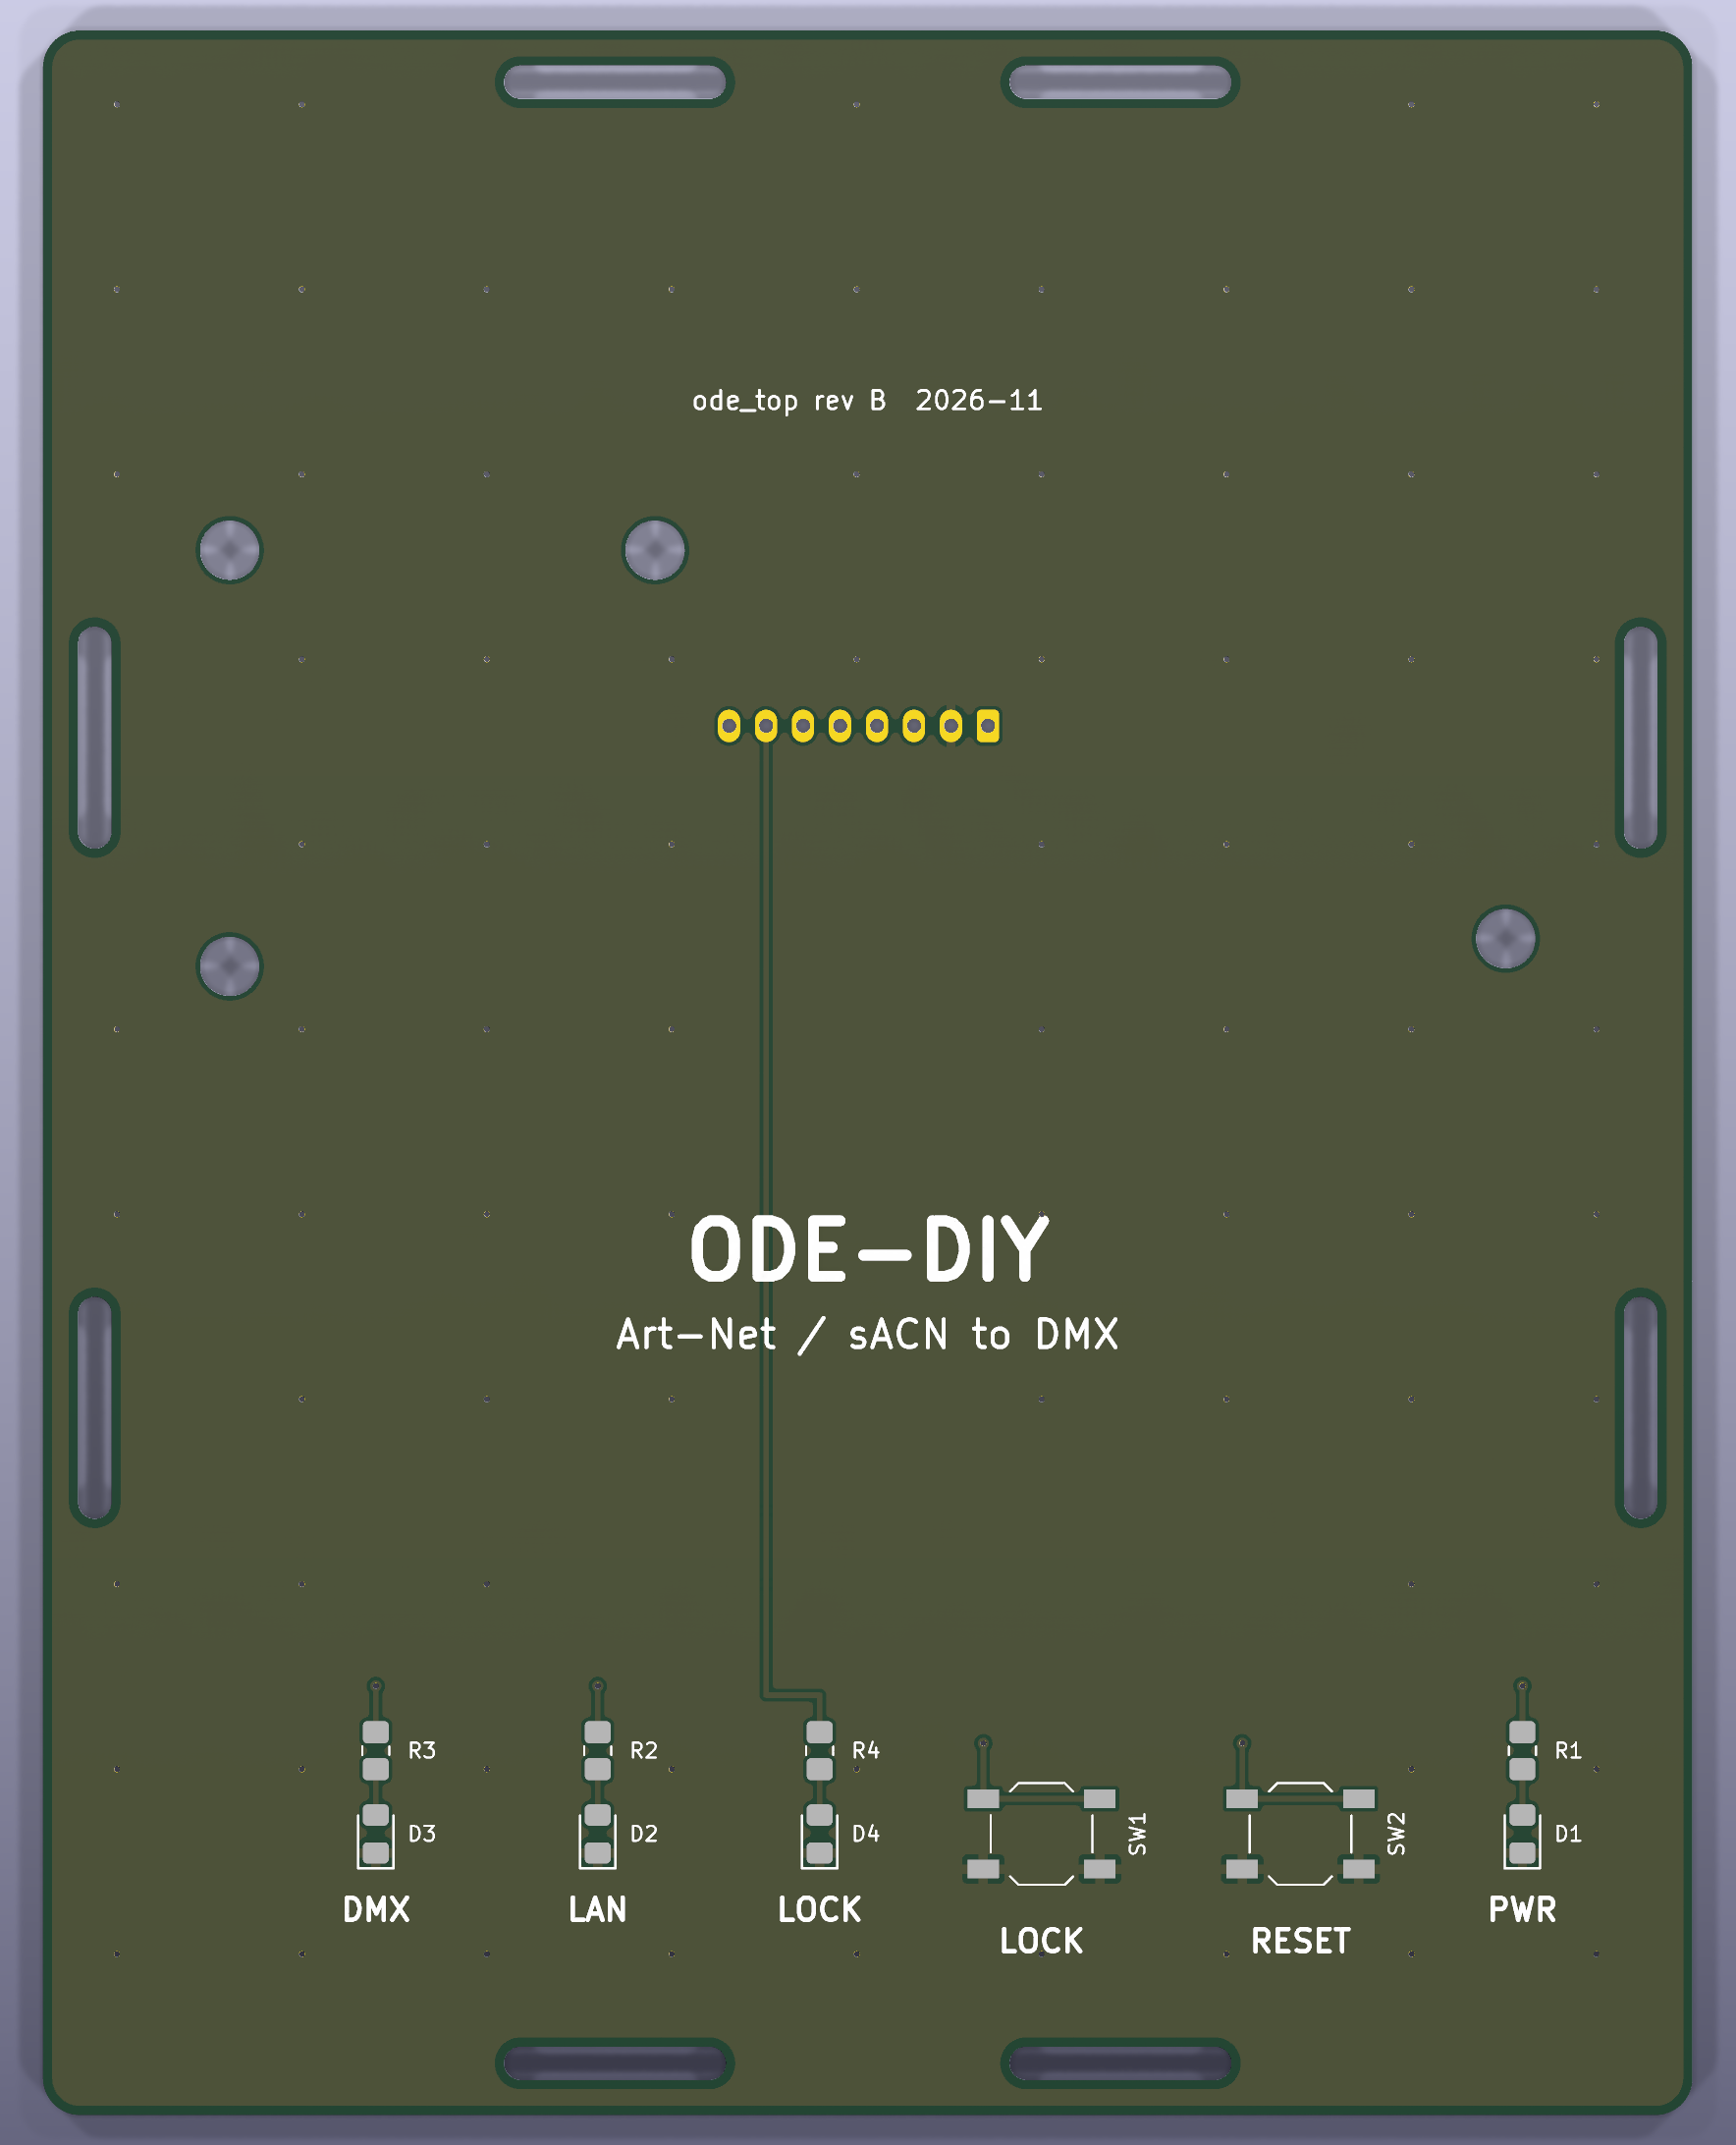 ode_top rev B 2026-11
ODE-DIY
Art-Net / sACN to DMX
R3 R2 R4 R1
D3 D2 D4 SW1 SW2 D1
DMX LAN LOCK PWR
LOCK RESET